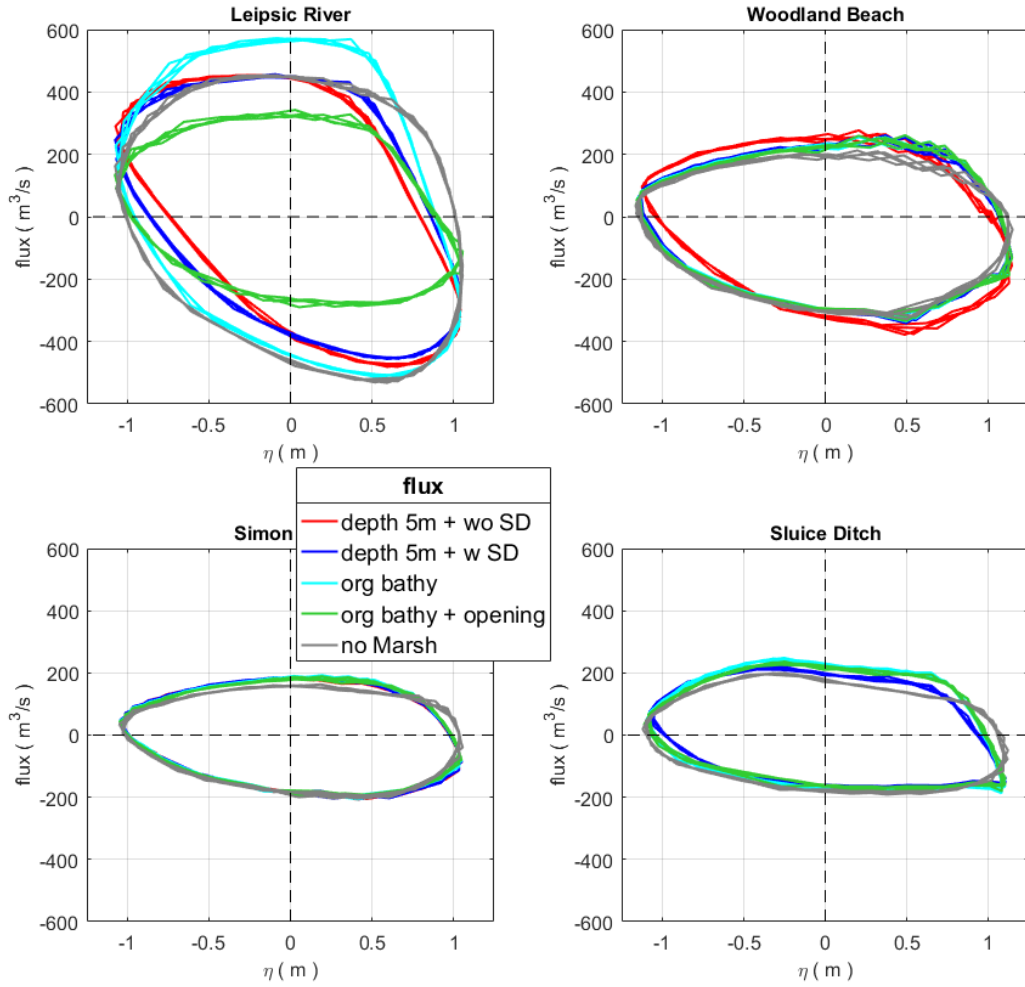 Leipsic River
600
400
200
0
-200
-400
-600
flux ( m³/s )
-1
-0.5
0
0.5
1
η ( m )
Woodland Beach
600
400
200
0
-200
-400
-600
flux ( m³/s )
-1
-0.5
0
0.5
1
η ( m )
flux
depth 5m + wo SD
depth 5m + w SD
org bathy
org bathy + opening
no Marsh
Simon
600
400
200
0
-200
-400
-600
flux ( m³/s )
-1
-0.5
0
0.5
1
η ( m )
Sluice Ditch
600
400
200
0
-200
-400
-600
flux ( m³/s )
-1
-0.5
0
0.5
1
η ( m )